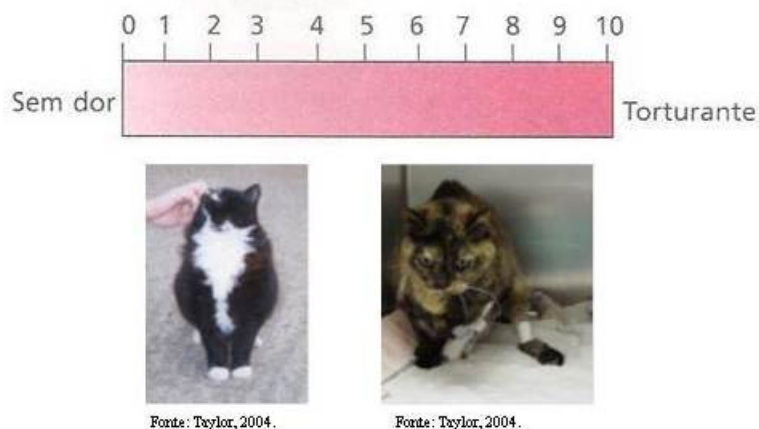 0 1 2 3 4 5 6 7 8 9 10
Sem dor Torturante
Fonte: Taylor, 2004. Fonte: Taylor, 2004.